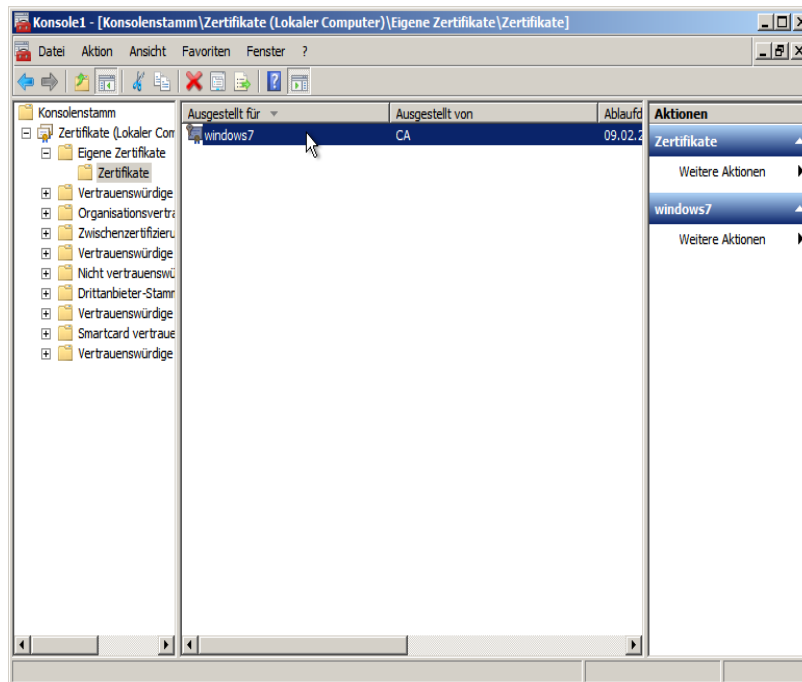 Konsole1 - [Konsolenstamm\Zertifikate (Lokaler Computer)\Eigene Zertifikate\Zertifikate]
Datei Aktion Ansicht Favoriten Fenster ?
Konsolenstamm
Zertifikate (Lokaler Com
Eigene Zertifikate
Zertifikate
Vertrauenswürdige
Organisationsvertra
Zwischenzertifizieru
Vertrauenswürdige
Nicht vertrauenswü
Drittanbieter-Stamm
Vertrauenswürdige
Smartcard vertraue
Vertrauenswürdige
Ausgestellt für Ausgestellt von Ablaufd
windows7 CA 09.02.2
Aktionen
Zertifikate
Weitere Aktionen
windows7
Weitere Aktionen